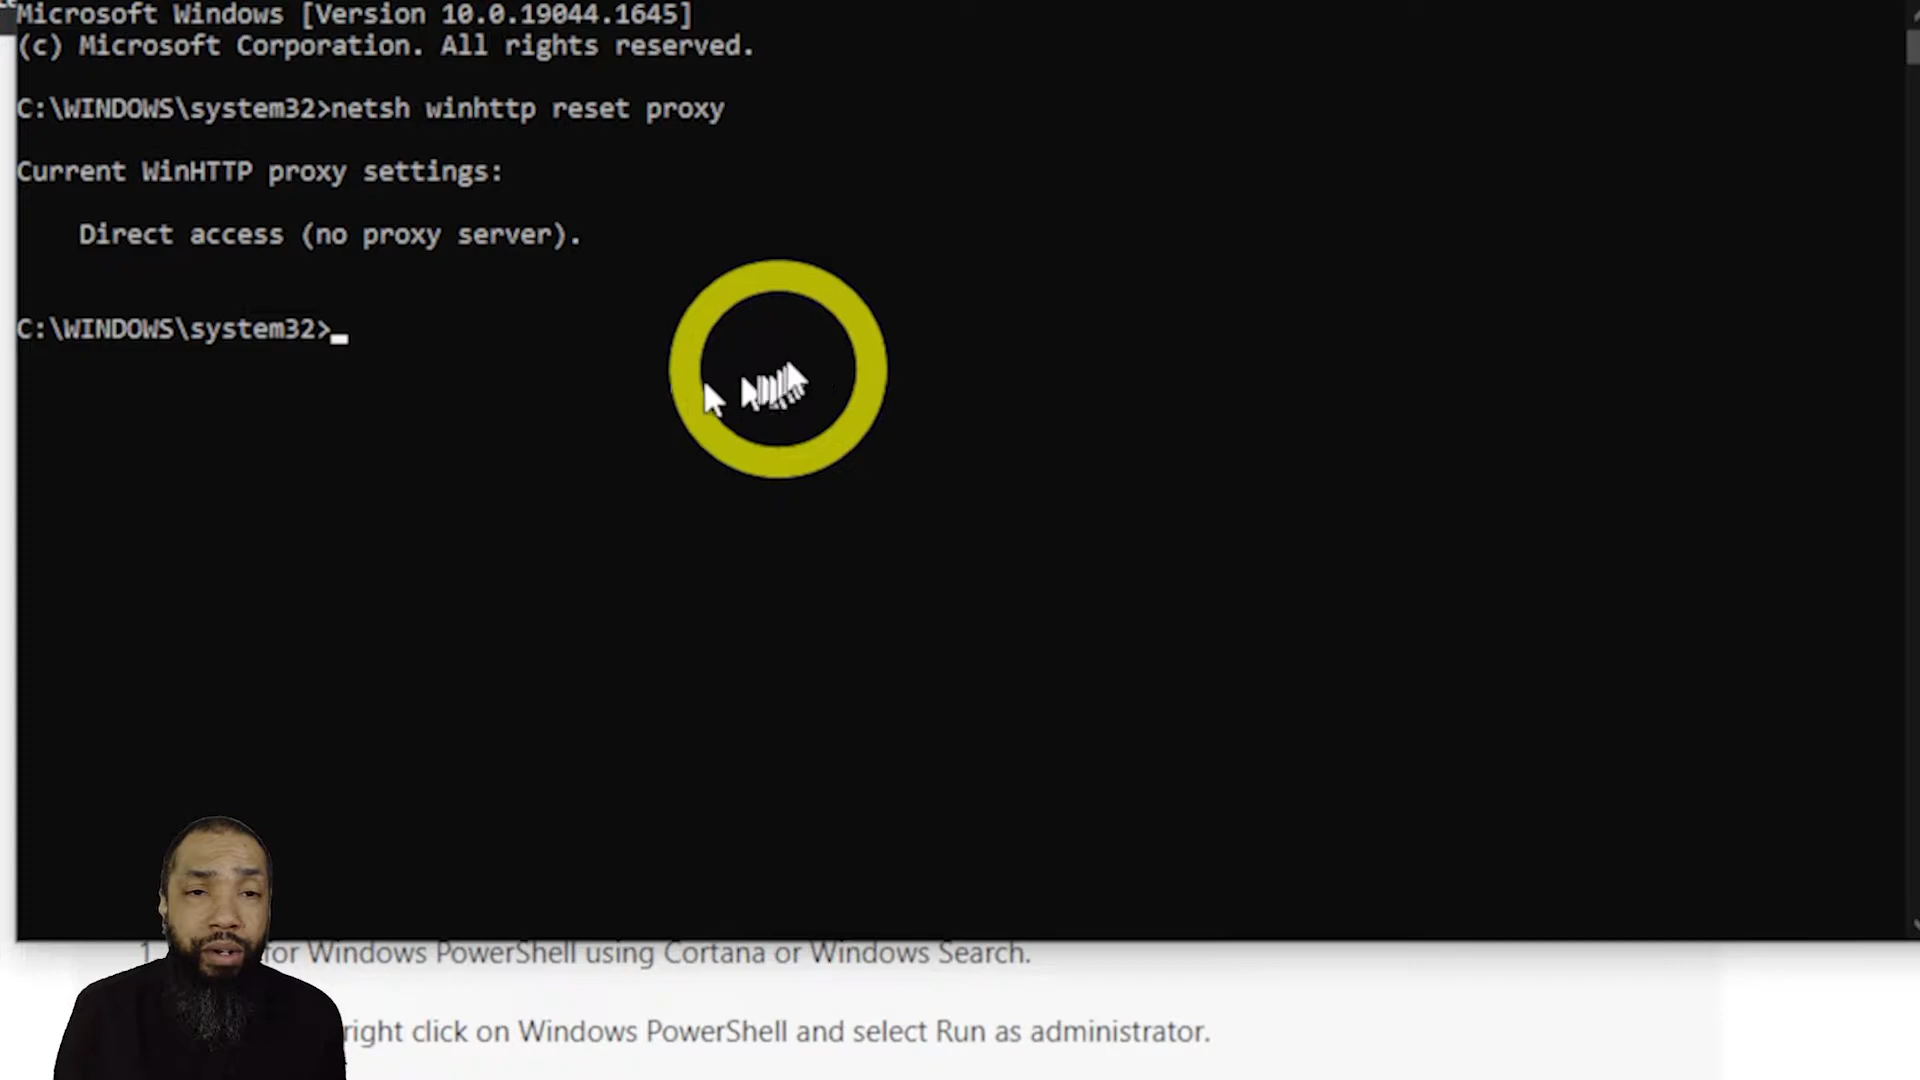 Microsoft Windows [Version 10.0.19044.1645]
(c) Microsoft Corporation. All rights reserved.
C:\WINDOWS\system32>netsh winhttp reset proxy
Current WinHTTP proxy settings:
Direct access (no proxy server).
C:\WINDOWS\system32>
1. for Windows PowerShell using Cortana or Windows Search.
right click on Windows PowerShell and select Run as administrator.